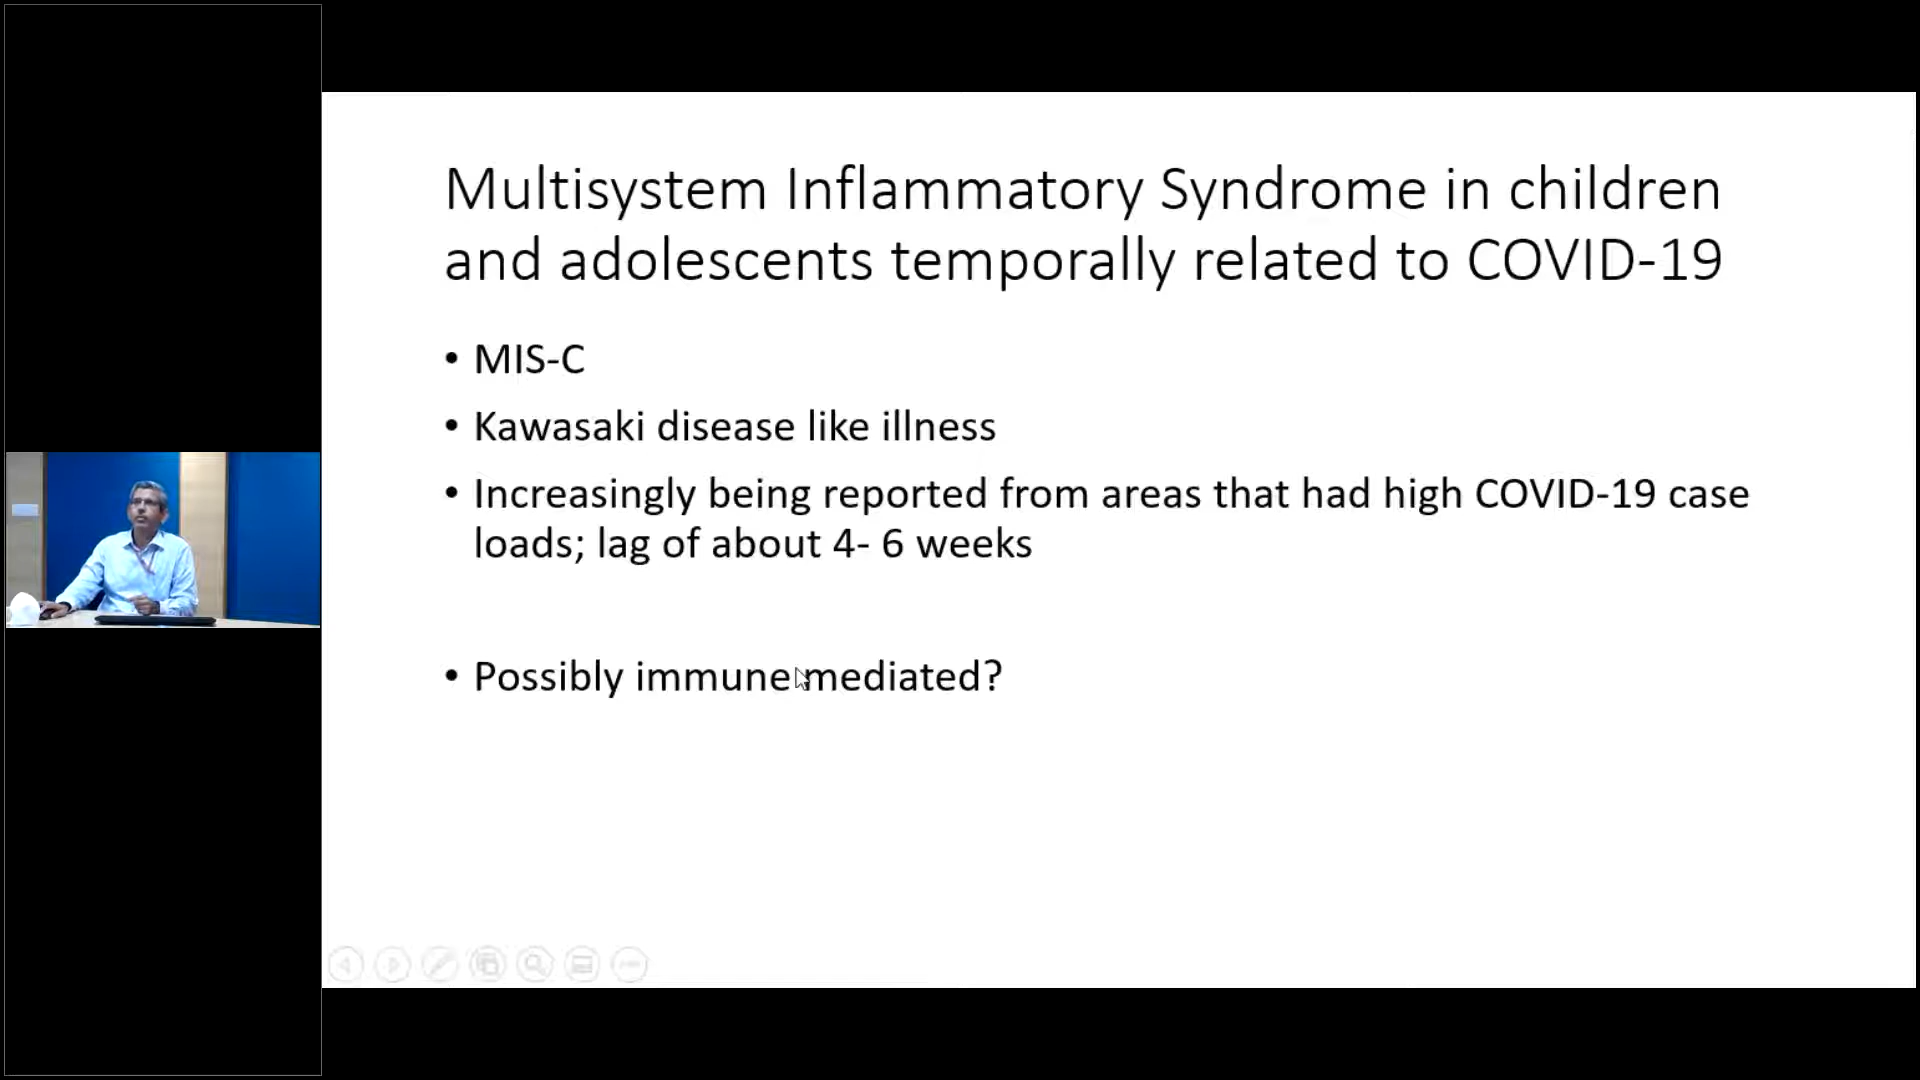 Multisystem Inflammatory Syndrome in children
and adolescents temporally related to COVID-19
• MIS-C
• Kawasaki disease like illness
• Increasingly being reported from areas that had high COVID-19 case
loads; lag of about 4- 6 weeks
• Possibly immune mediated?